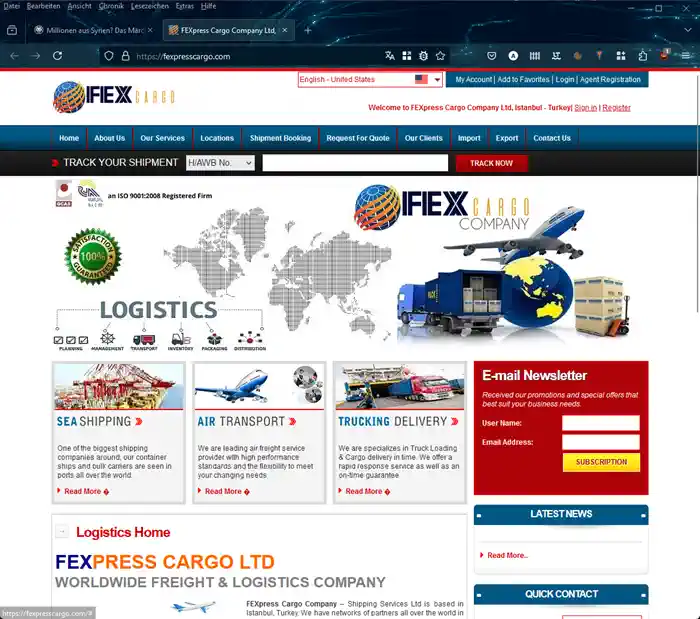 Datei Bearbeiten Ansicht Chronik Lesezeichen Extras Hilfe
Millionen aus Syrien? Das Märc
FEXpress Cargo Company Ltd,
https://fexpresscargo.com
English - United States
My Account | Add to Favorites | Login | Agent Registration
FEX CARGO
Welcome to FEXpress Cargo Company Ltd, Istanbul - Turkey| Sign in | Register
Home About Us Our Services Locations Shipment Booking Request For Quote Our Clients Import Export Contact Us
TRACK YOUR SHIPMENT H/AWB No. TRACK NOW
an ISO 9001:2008 Registered Firm
FEX CARGO
COMPANY
SATISFACTION
100%
GUARANTEED
LOGISTICS
PLANNING MANAGEMENT TRANSPORT INVENTORY PACKAGING DISTRIBUTION
SEA SHIPPING
One of the biggest shipping
companies around, our container
ships and bulk carriers are seen in
ports all over the world.
Read More �
AIR TRANSPORT
We are leading air freight service
provider with high performance
standards and the flexibility to meet
your changing needs.
Read More �
TRUCKING DELIVERY
We are specializes in Truck Loading
& Cargo delivery in time. We offer a
rapid response service as well as an
on-time guarantee
Read More �
E-mail Newsletter
Received our promotions and special offers that
best suit your business needs.
User Name:
Email Address:
SUBSCRIPTION
LATEST NEWS
Read More..
QUICK CONTACT
Logistics Home
FEXPRESS CARGO LTD
WORLDWIDE FREIGHT & LOGISTICS COMPANY
FEXpress Cargo Company – Shipping Services Ltd is based in
Istanbul, Turkey. We have networks of partners all over the world in
https://fexpresscargo.com/#